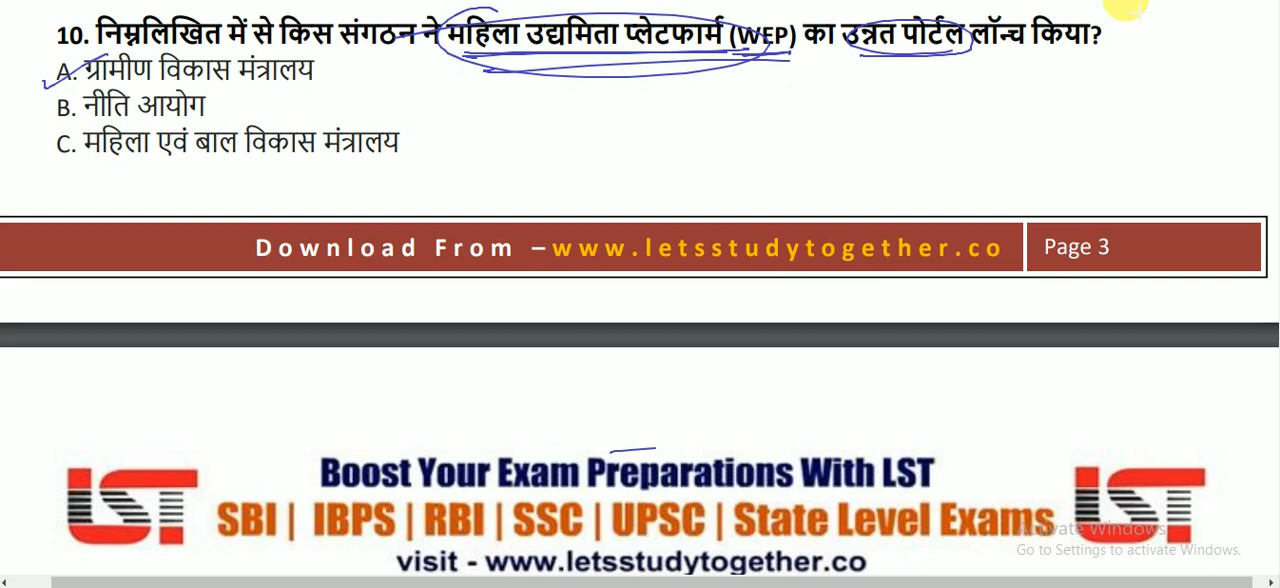 10. निम्नलिखित में से किस संगठन ने महिला उद्यमिता प्लेटफार्म (WEP) का उन्नत पोर्टल लॉन्च किया?
A. ग्रामीण विकास मंत्रालय
B. नीति आयोग
C. महिला एवं बाल विकास मंत्रालय
Download From –www.letsstudytogether.co Page 3
Boost Your Exam Preparations With LST
LST SBI | IBPS | RBI | SSC | UPSC | State Level Exams LST
visit - www.letsstudytogether.co
Activate Windows
Go to Settings to activate Windows.